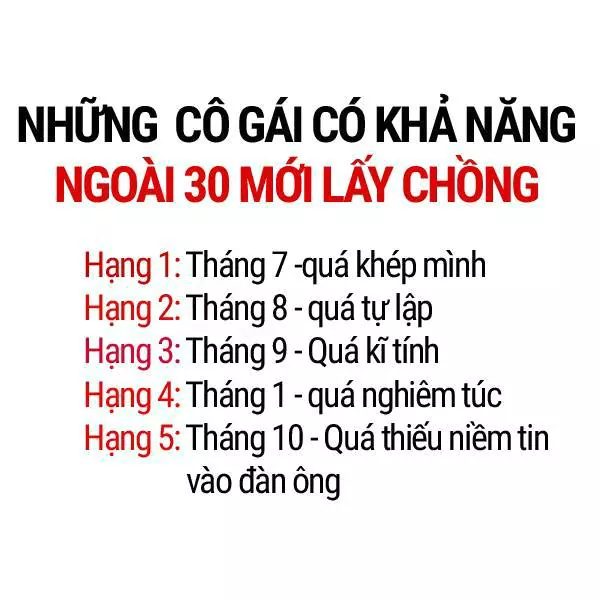 NHỮNG CÔ GÁI CÓ KHẢ NĂNG
NGOÀI 30 MỚI LẤY CHỒNG
Hạng 1: Tháng 7 -quá khép mình
Hạng 2: Tháng 8 - quá tự lập
Hạng 3: Tháng 9 - Quá kĩ tính
Hạng 4: Tháng 1 - quá nghiêm túc
Hạng 5: Tháng 10 - Quá thiếu niềm tin
vào đàn ông